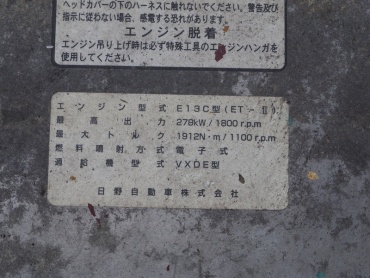 ヘッドカバーの下のハーネスに触れないでください。警告及び
指示に従わない場合、感電する恐れがあります。
エンジン脱着
エンジン吊り上げ時は必ず特殊工具のエンジンハンガを
使用してください。
エンジン型式 E13C型(ET-Ⅱ)
最高出力 279kW/1800r.p.m
最大トルク 1912N・m/1100r.p.m
燃料噴射方式 電子式
過給機型式 VXDE型
日野自動車株式会社